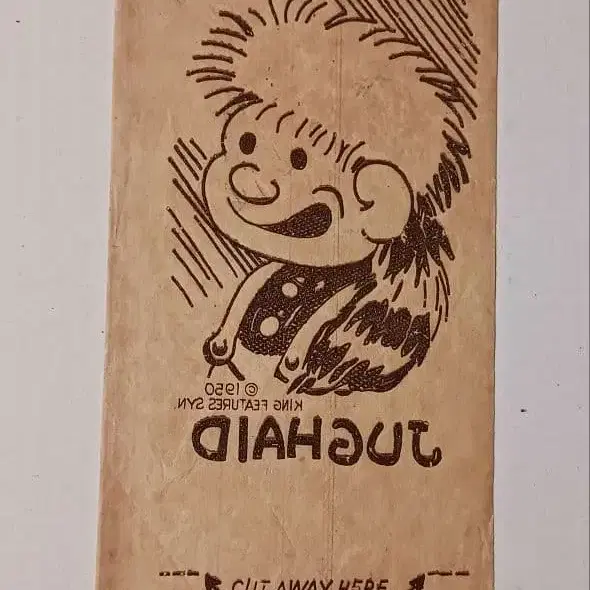 © 1950
KING FEATURES SYN.
JUGHAID
CUT AWAY HERE